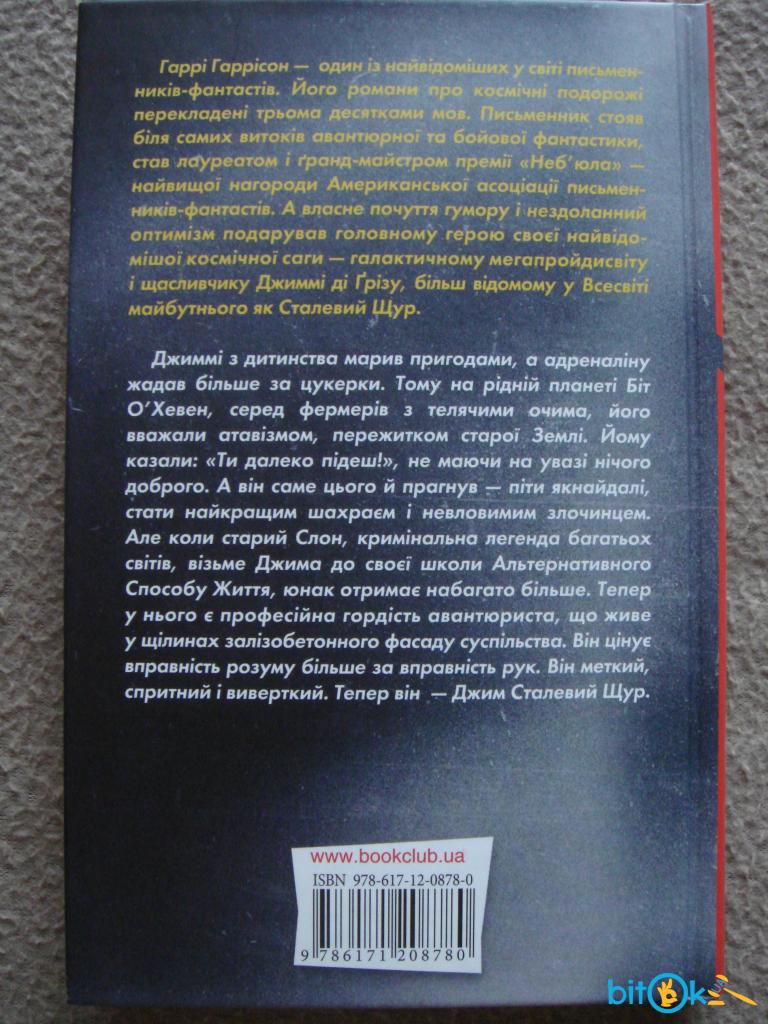 Гаррі Гаррісон — один із найвідоміших у світі письмен-
ників-фантастів. Його романи про космічні подорожі
перекладені трьома десятками мов. Письменник стояв
біля самих витоків авантюрної та бойової фантастики,
став лауреатом і ґранд-майстром премії «Неб’юла» —
найвищої нагороди Американської асоціації письмен-
ників-фантастів. А власне почуття гумору і нездоланний
оптимізм подарував головному герою своєї найвідо-
мішої космічної саги — галактичному мегапройдисвіту
і щасливчику Джиммі ді Ґрізу, більш відомому у Всесвіті
майбутнього як Сталевий Щур.
Джиммі з дитинства марив пригодами, а адреналіну
жадав більше за цукерки. Тому на рідній планеті Біт
О’Хевен, серед фермерів з телячими очима, його
вважали атавізмом, пережитком старої Землі. Йому
казали: «Ти далеко підеш!», не маючи на увазі нічого
доброго. А він саме цього й прагнув — піти якнайдалі,
стати найкращим шахраєм і невловимим злочинцем.
Але коли старий Слон, кримінальна легенда багатьох
світів, візьме Джима до своєї школи Альтернативного
Способу Життя, юнак отримає набагато більше. Тепер
у нього є професійна гордість авантюриста, що живе
у щілинах залізобетонного фасаду суспільства. Він цінує
вправність розуму більше за вправність рук. Він меткий,
спритний і виверткий. Тепер він — Джим Сталевий Щур.
www.bookclub.ua
ISBN 978-617-12-0878-0
9 786171 208780
bitOk.ua